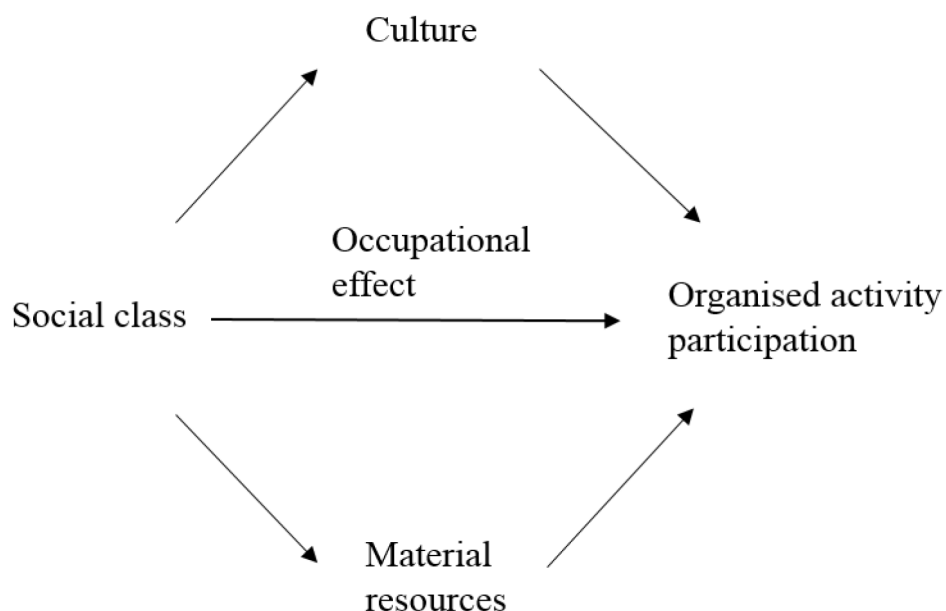 Culture
Occupational
effect
Social class
Organised activity
participation
Material
resources